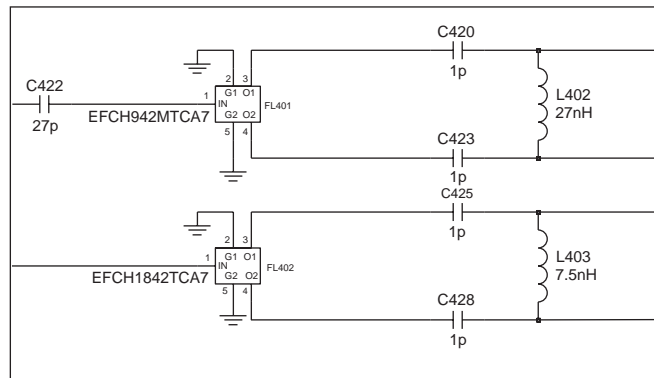 C420
1p
C422
27p
2 3
G1 O1
1 IN
G2 O2
5 4
FL401
EFCH942MTCA7
L402
27nH
C423
1p
C425
1p
2 3
G1 O1
1 IN
G2 O2
5 4
FL402
EFCH1842TCA7
L403
7.5nH
C428
1p